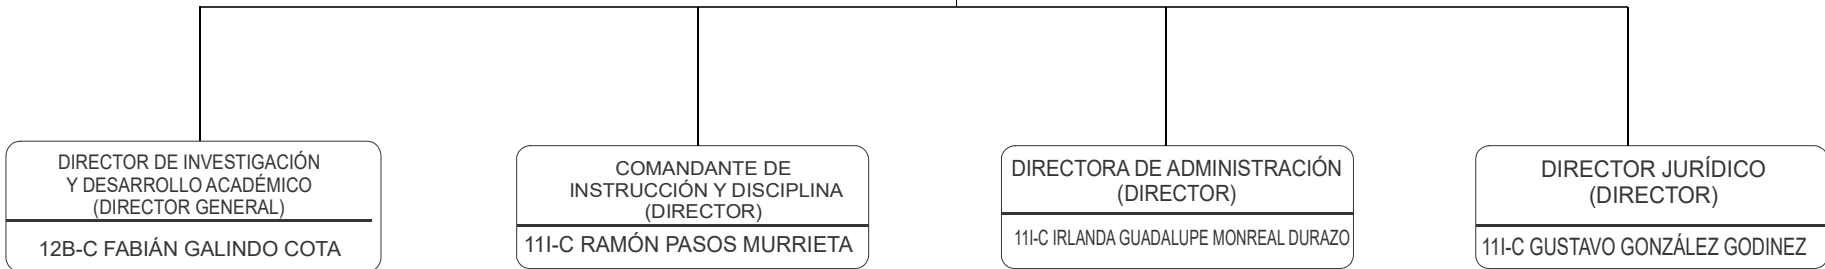 DIRECTOR DE INVESTIGACIÓN
Y DESARROLLO ACADÉMICO
(DIRECTOR GENERAL)
12B-C FABIÁN GALINDO COTA
COMANDANTE DE
INSTRUCCIÓN Y DISCIPLINA
(DIRECTOR)
11I-C RAMÓN PASOS MURRIETA
DIRECTORA DE ADMINISTRACIÓN
(DIRECTOR)
11I-C IRLANDA GUADALUPE MONREAL DURAZO
DIRECTOR JURÍDICO
(DIRECTOR)
11I-C GUSTAVO GONZÁLEZ GODINEZ